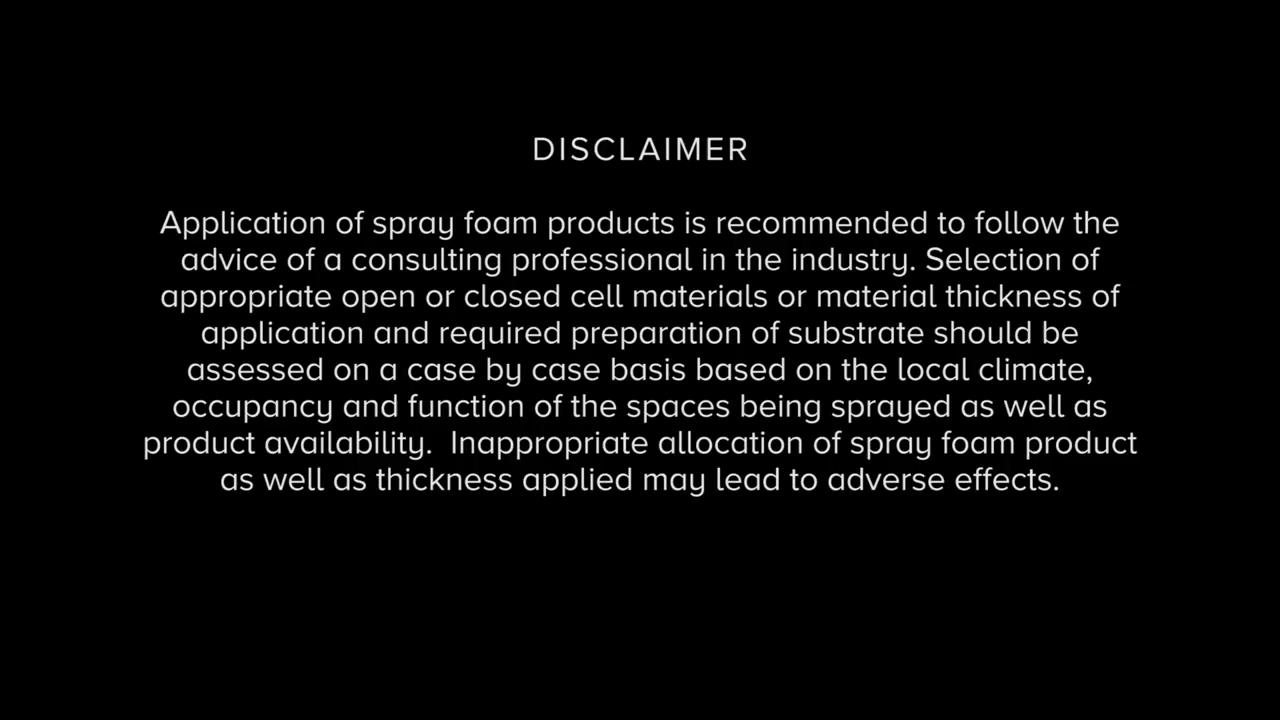 DISCLAIMER
Application of spray foam products is recommended to follow the
advice of a consulting professional in the industry. Selection of
appropriate open or closed cell materials or material thickness of
application and required preparation of substrate should be
assessed on a case by case basis based on the local climate,
occupancy and function of the spaces being sprayed as well as
product availability.  Inappropriate allocation of spray foam product
as well as thickness applied may lead to adverse effects.